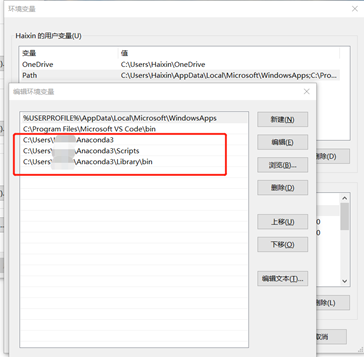 环境变量
Haixin 的用户变量(U)
变量 值
OneDrive C:\Users\Haixin\OneDrive
Path C:\Users\Haixin\AppData\Local\Microsoft\WindowsApps;C:\Pro...
编辑环境变量
%USERPROFILE%\AppData\Local\Microsoft\WindowsApps
C:\Program Files\Microsoft VS Code\bin
C:\Users\ Anaconda3
C:\Users\ Anaconda3\Scripts
C:\Users\ Anaconda3\Library\bin
新建(N)
编辑(E)
浏览(B)...
删除(D)
上移(U)
下移(O)
编辑文本(T)...
删除(D)
删除(L)
取消